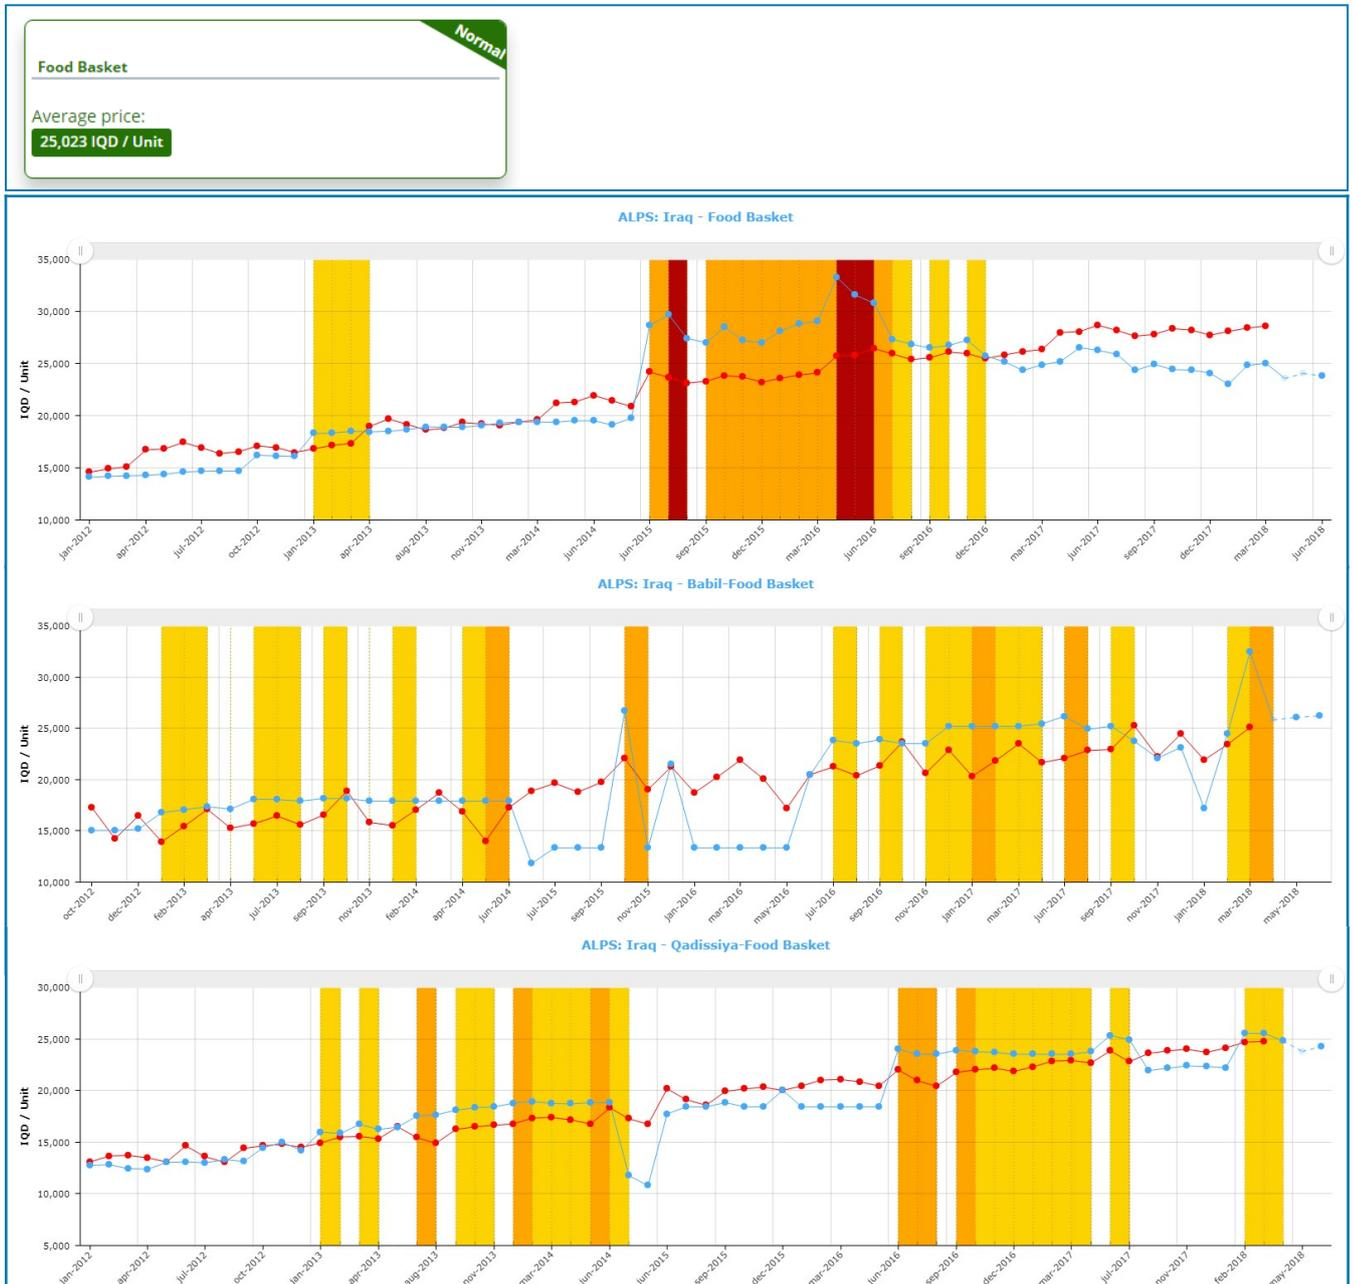 Normal
Food Basket
Average price:
25,023 IQD / Unit
ALPS: Iraq - Food Basket
35,000
30,000
25,000
20,000
15,000
10,000
IQD / Unit
jan-2012 apr-2012 jul-2012 oct-2012 jan-2013 apr-2013 aug-2013 nov-2013 mar-2014 jun-2014 jun-2015 sep-2015 dec-2015 mar-2016 jun-2016 sep-2016 dec-2016 mar-2017 jun-2017 sep-2017 dec-2017 mar-2018 jun-2018
ALPS: Iraq - Babil-Food Basket
35,000
30,000
25,000
20,000
15,000
10,000
IQD / Unit
oct-2012 dec-2012 feb-2013 apr-2013 jul-2013 sep-2013 nov-2013 feb-2014 apr-2014 jun-2014 jul-2015 sep-2015 nov-2015 jan-2016 mar-2016 may-2016 jul-2016 sep-2016 nov-2016 jan-2017 mar-2017 jun-2017 sep-2017 nov-2017 jan-2018 mar-2018 may-2018
ALPS: Iraq - Qadissiya-Food Basket
30,000
25,000
20,000
15,000
10,000
5,000
IQD / Unit
jan-2012 apr-2012 jul-2012 oct-2012 jan-2013 apr-2013 aug-2013 nov-2013 mar-2014 jun-2014 jun-2015 sep-2015 dec-2015 mar-2016 jun-2016 sep-2016 dec-2016 mar-2017 jul-2017 nov-2017 feb-2018 may-2018